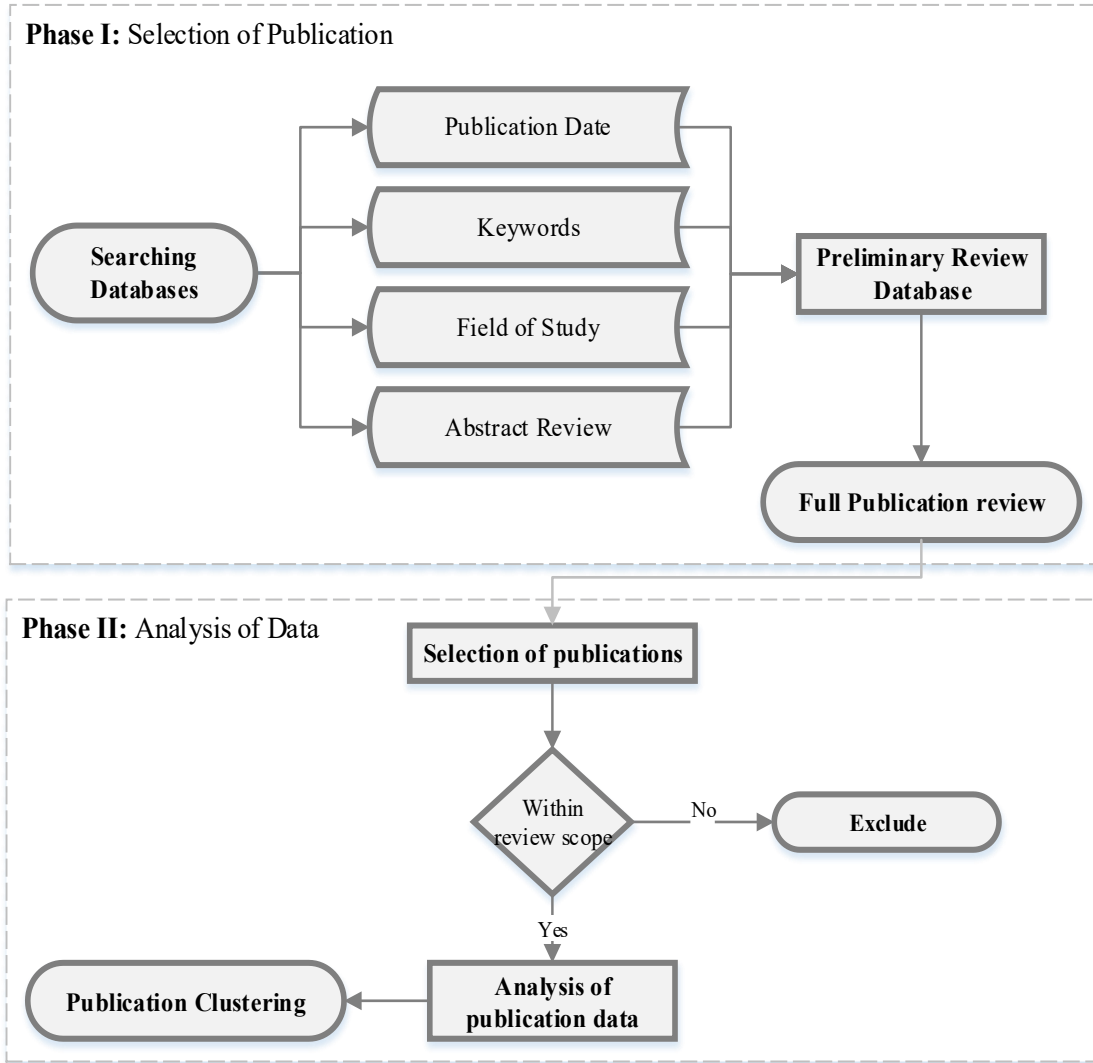 Phase I: Selection of Publication
Publication Date
Keywords
Searching
Databases
Field of Study
Abstract Review
Preliminary Review
Database
Full Publication review
Phase II: Analysis of Data
Selection of publications
Within
review scope
No
Exclude
Yes
Analysis of
publication data
Publication Clustering